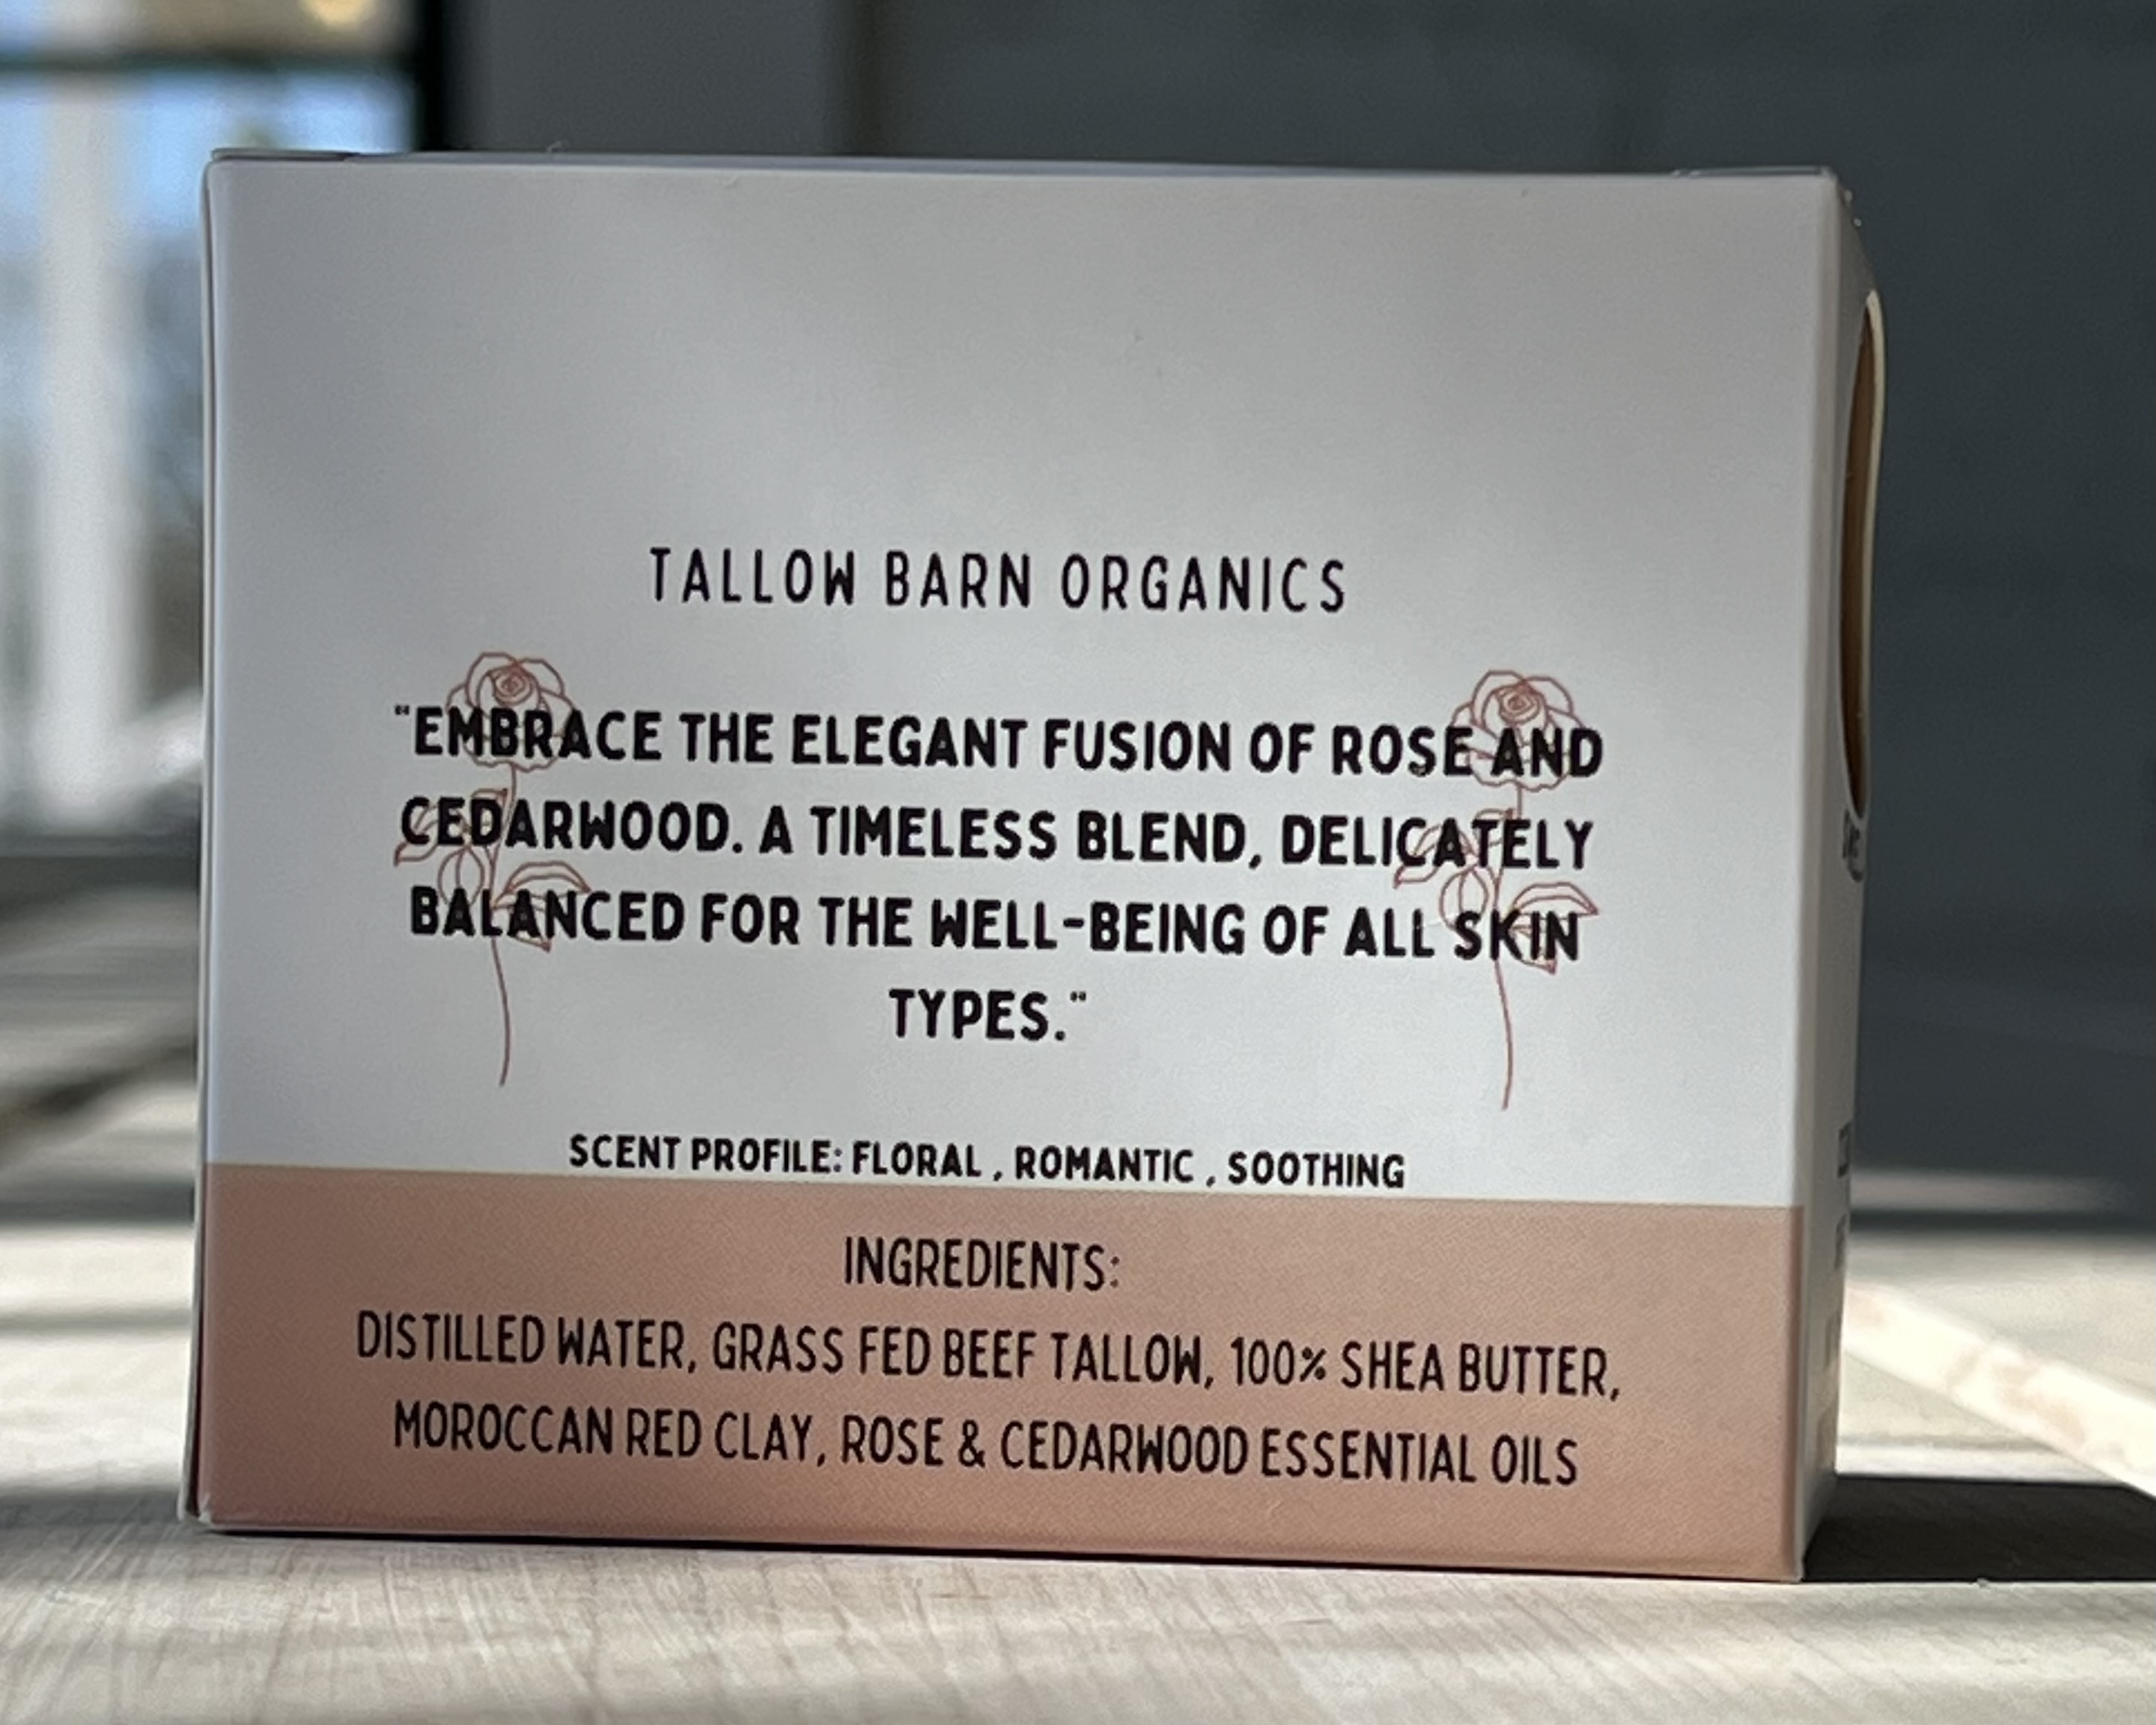 TALLOW BARN ORGANICS
"EMBRACE THE ELEGANT FUSION OF ROSE AND
CEDARWOOD. A TIMELESS BLEND, DELICATELY
BALANCED FOR THE WELL-BEING OF ALL SKIN
TYPES."
SCENT PROFILE: FLORAL , ROMANTIC , SOOTHING
INGREDIENTS:
DISTILLED WATER, GRASS FED BEEF TALLOW, 100% SHEA BUTTER,
MOROCCAN RED CLAY, ROSE & CEDARWOOD ESSENTIAL OILS